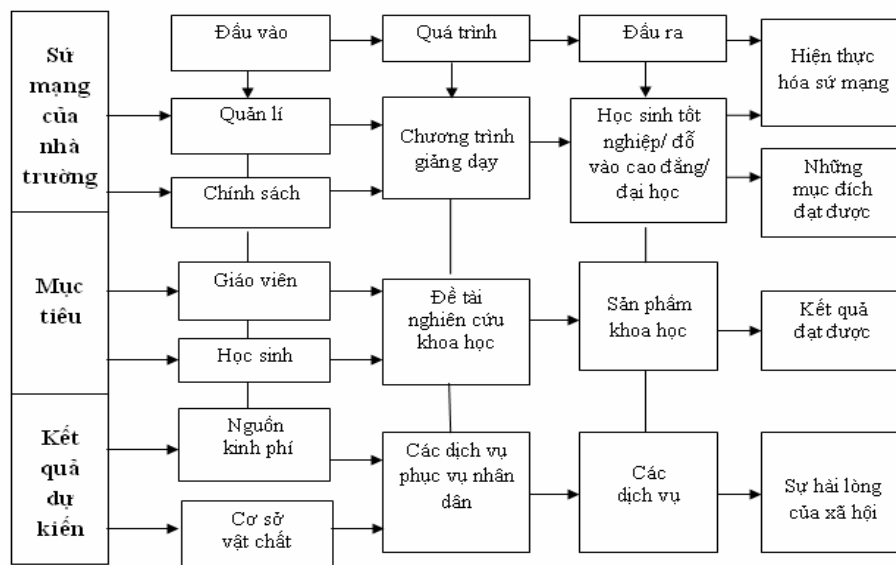 Sứ
mạng
của
nhà
trường
Mục
tiêu
Kết
quả
dự
kiến
Đầu vào
Quản lí
Chính sách
Giáo viên
Học sinh
Nguồn
kinh phí
Cơ sở
vật chất
Quá trình
Chương trình
giảng dạy
Đề tài
nghiên cứu
khoa học
Các dịch vụ
phục vụ nhân
dân
Đầu ra
Học sinh tốt
nghiệp/ đỗ
vào cao đẳng/
đại học
Sản phẩm
khoa học
Các
dịch vụ
Hiện thực
hóa sứ mạng
Những
mục đích
đạt được
Kết quả
đạt được
Sự hài lòng
của xã hội